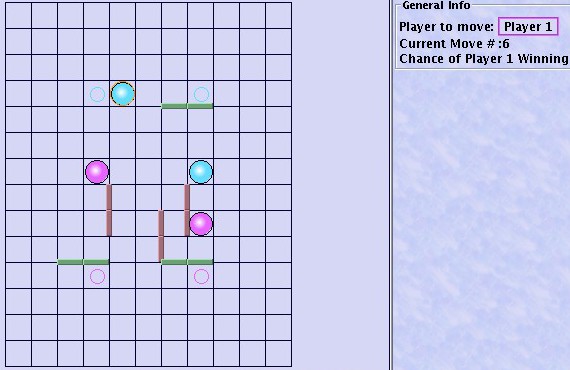 General Info
Player to move: Player 1
Current Move # :6
Chance of Player 1 Winning